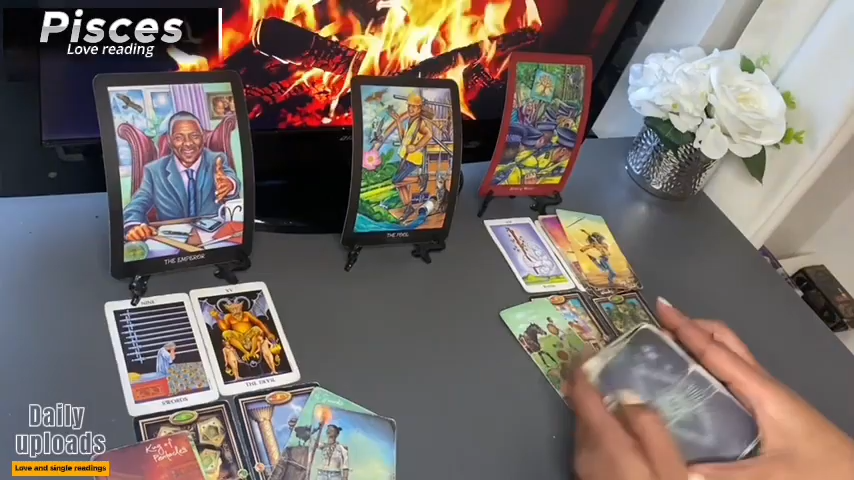 Pisces
Love reading
THE EMPEROR
THE FOOL
NINE
SWORDS
XV
THE DEVIL
King of
Pentacles
Daily
uploads
Love and single readings